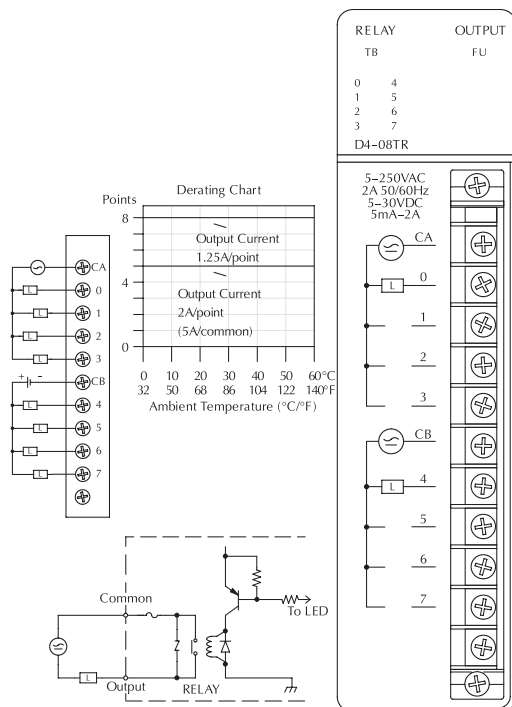 RELAY OUTPUT
TB FU
0 4
1 5
2 6
3 7
D4–08TR
5–250VAC
2A 50/60Hz
5–30VDC
5mA–2A
CA
L 0
1
2
3
CB
L 4
5
6
7
Derating Chart
Points
8
4
0
Output Current
1.25A/point
Output Current
2A/point
(5A/common)
0 10 20 30 40 50 60°C
32 50 68 86 104 122 140°F
Ambient Temperature (°C/°F)
CA
L 0
L 1
L 2
L 3
+ - CB
L 4
L 5
L 6
L 7
Common
To LED
L
Output
RELAY